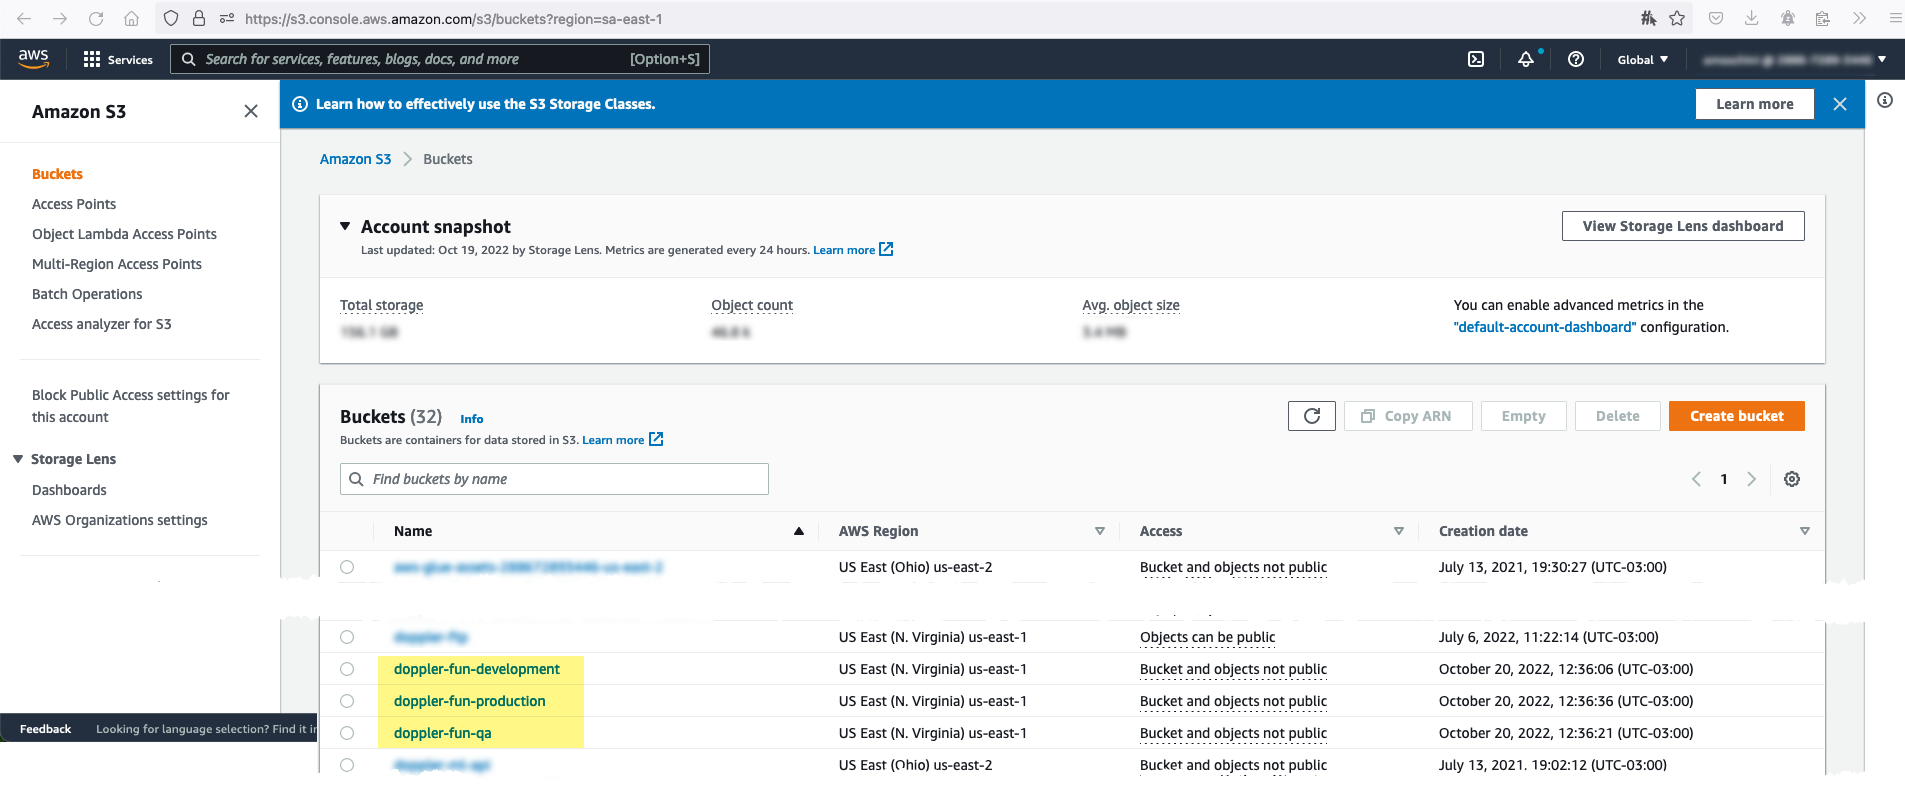 https://s3.console.aws.amazon.com/s3/buckets?region=sa-east-1
aws
Services
Search for services, features, blogs, docs, and more
[Option+S]
Global
Amazon S3
Buckets
Access Points
Object Lambda Access Points
Multi-Region Access Points
Batch Operations
Access analyzer for S3
Block Public Access settings for
this account
Storage Lens
Dashboards
AWS Organizations settings
Feedback Looking for language selection? Find it in
Learn how to effectively use the S3 Storage Classes.
Learn more
Amazon S3 Buckets
Account snapshot
View Storage Lens dashboard
Last updated: Oct 19, 2022 by Storage Lens. Metrics are generated every 24 hours. Learn more
Total storage
Object count
Avg. object size
You can enable advanced metrics in the
"default-account-dashboard" configuration.
Buckets (32) Info
Buckets are containers for data stored in S3. Learn more
Copy ARN
Empty
Delete
Create bucket
Find buckets by name
1
Name AWS Region Access Creation date
US East (Ohio) us-east-2 Bucket and objects not public July 13, 2021, 19:30:27 (UTC-03:00)
US East (N. Virginia) us-east-1 Objects can be public July 6, 2022, 11:22:14 (UTC-03:00)
doppler-fun-development US East (N. Virginia) us-east-1 Bucket and objects not public October 20, 2022, 12:36:06 (UTC-03:00)
doppler-fun-production US East (N. Virginia) us-east-1 Bucket and objects not public October 20, 2022, 12:36:36 (UTC-03:00)
doppler-fun-qa US East (N. Virginia) us-east-1 Bucket and objects not public October 20, 2022, 12:36:21 (UTC-03:00)
US East (Ohio) us-east-2 Bucket and objects not public July 13, 2021, 19:02:12 (UTC-03:00)